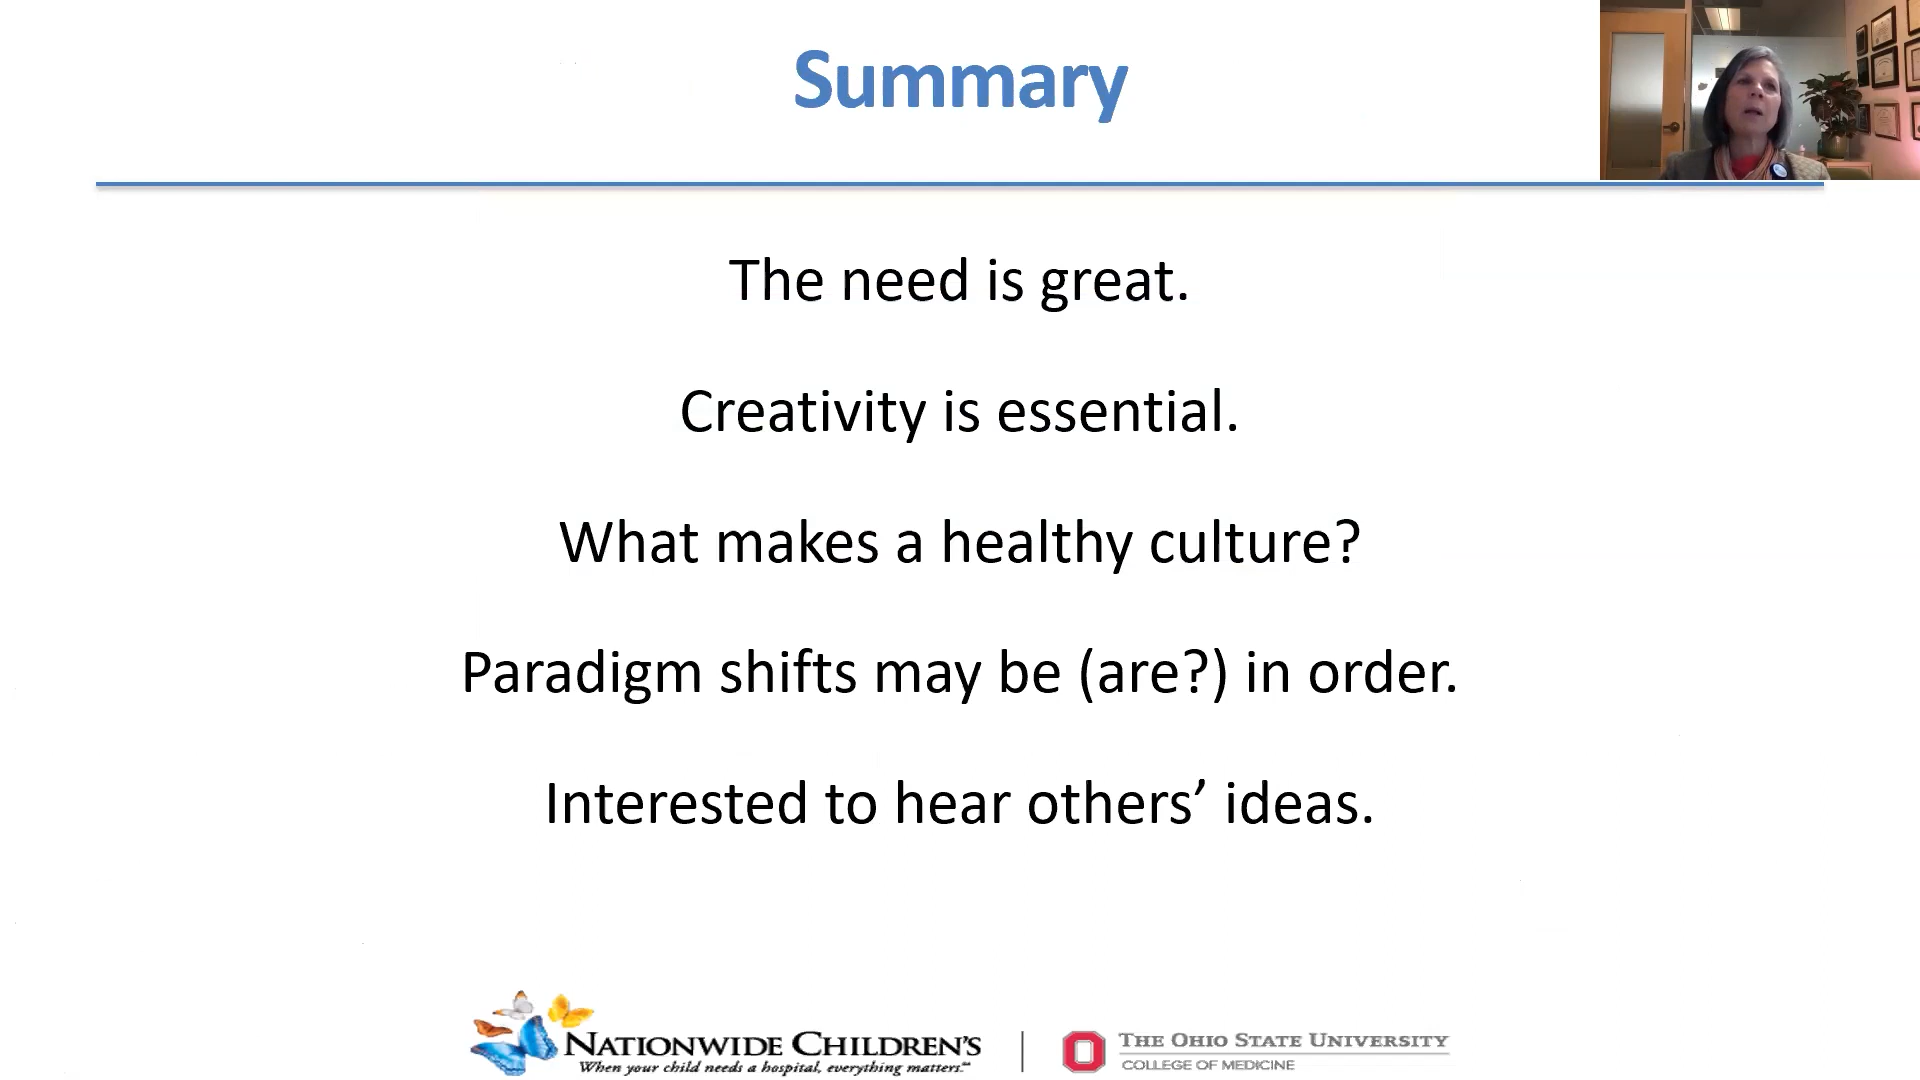 Summary
The need is great.
Creativity is essential.
What makes a healthy culture?
Paradigm shifts may be (are?) in order.
Interested to hear others’ ideas.
NATIONWIDE CHILDREN'S
When your child needs a hospital, everything matters.℠
THE OHIO STATE UNIVERSITY
COLLEGE OF MEDICINE